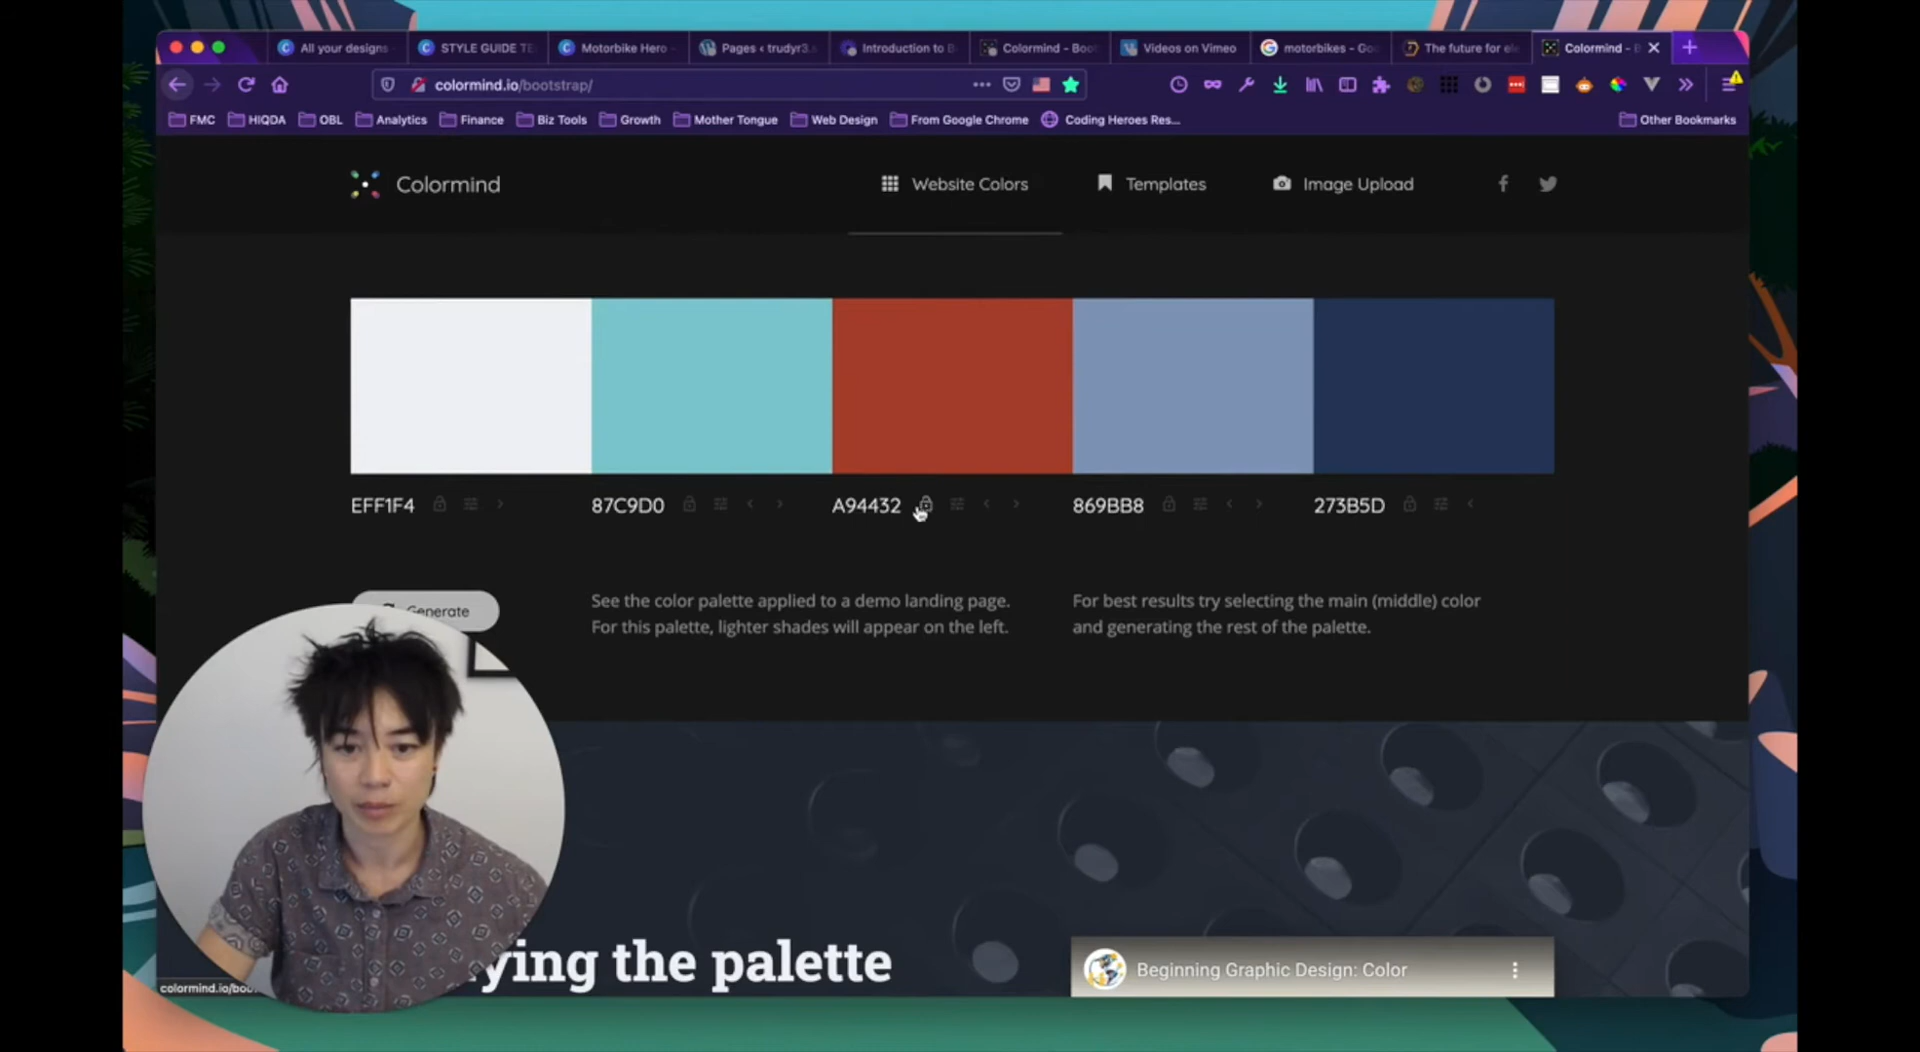 All your designs
STYLE GUIDE TE
Motorbike Hero -
Pages ‹ trudyr3.
Introduction to B
Colormind - Boo
Videos on Vimeo
motorbikes - Goo
The future for ele
Colormind - B
colormind.io/bootstrap/
FMC
HIQDA
OBL
Analytics
Finance
Biz Tools
Growth
Mother Tongue
Web Design
From Google Chrome
Coding Heroes Res...
Other Bookmarks
Colormind
Website Colors
Templates
Image Upload
EFF1F4
87C9D0
A94432
869BB8
273B5D
Generate
See the color palette applied to a demo landing page.
For this palette, lighter shades will appear on the left.
For best results try selecting the main (middle) color
and generating the rest of the palette.
ying the palette
Beginning Graphic Design: Color
colormind.io/boo